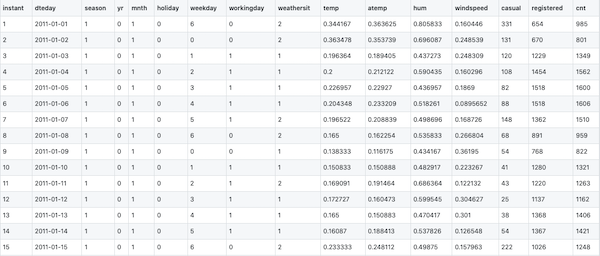 instant dteday season yr mnth holiday weekday workingday weathersit temp atemp hum windspeed casual registered cnt
1 2011-01-01 1 0 1 0 6 0 2 0.344167 0.363625 0.805833 0.160446 331 654 985
2 2011-01-02 1 0 1 0 0 0 2 0.363478 0.353739 0.696087 0.248539 131 670 801
3 2011-01-03 1 0 1 0 1 1 1 0.196364 0.189405 0.437273 0.248309 120 1229 1349
4 2011-01-04 1 0 1 0 2 1 1 0.2 0.212122 0.590435 0.160296 108 1454 1562
5 2011-01-05 1 0 1 0 3 1 1 0.226957 0.22927 0.436957 0.1869 82 1518 1600
6 2011-01-06 1 0 1 0 4 1 1 0.204348 0.233209 0.518261 0.0895652 88 1518 1606
7 2011-01-07 1 0 1 0 5 1 2 0.196522 0.208839 0.498696 0.168726 148 1362 1510
8 2011-01-08 1 0 1 0 6 0 2 0.165 0.162254 0.535833 0.266804 68 891 959
9 2011-01-09 1 0 1 0 0 0 1 0.138333 0.116175 0.434167 0.36195 54 768 822
10 2011-01-10 1 0 1 0 1 1 1 0.150833 0.150888 0.482917 0.223267 41 1280 1321
11 2011-01-11 1 0 1 0 2 1 2 0.169091 0.191464 0.686364 0.122132 43 1220 1263
12 2011-01-12 1 0 1 0 3 1 1 0.172727 0.160473 0.599545 0.304627 25 1137 1162
13 2011-01-13 1 0 1 0 4 1 1 0.165 0.150883 0.470417 0.301 38 1368 1406
14 2011-01-14 1 0 1 0 5 1 1 0.16087 0.188413 0.537826 0.126548 54 1367 1421
15 2011-01-15 1 0 1 0 6 0 2 0.233333 0.248112 0.49875 0.157963 222 1026 1248